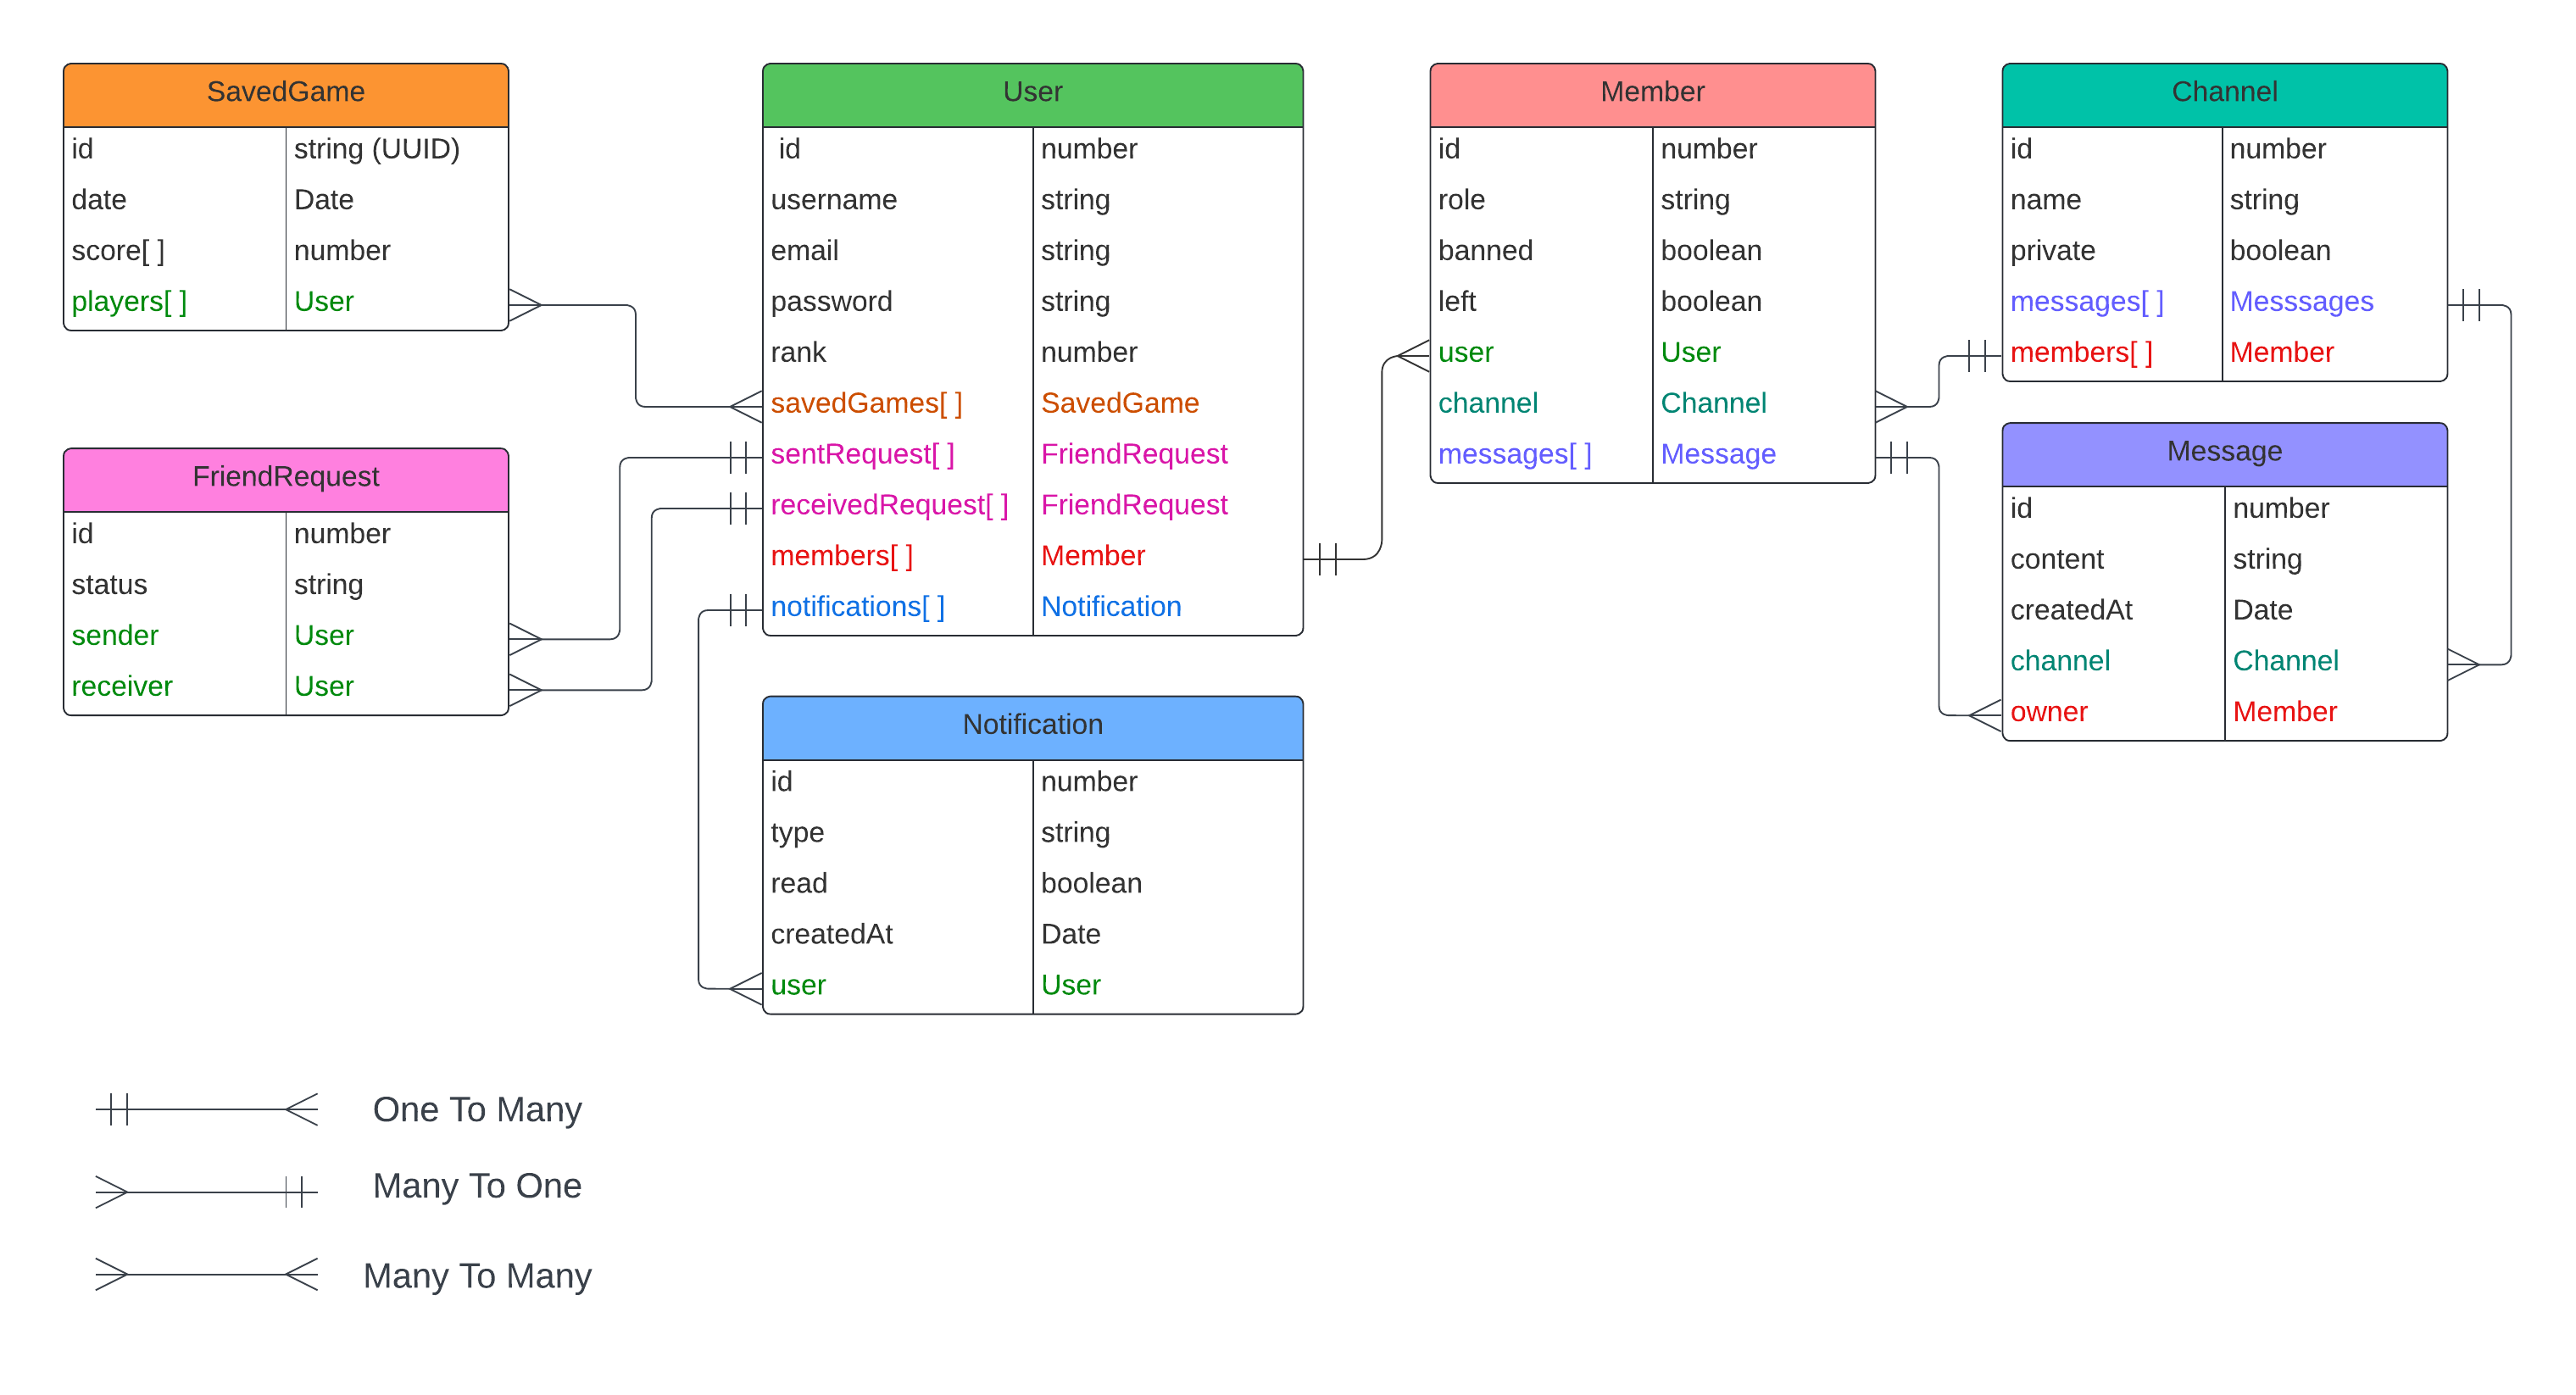 SavedGame
id string (UUID)
date Date
score[ ] number
players[ ] User
FriendRequest
id number
status string
sender User
receiver User
User
id number
username string
email string
password string
rank number
savedGames[ ] SavedGame
sentRequest[ ] FriendRequest
receivedRequest[ ] FriendRequest
members[ ] Member
notifications[ ] Notification
Notification
id number
type string
read boolean
createdAt Date
user User
Member
id number
role string
banned boolean
left boolean
user User
channel Channel
messages[ ] Message
Channel
id number
name string
private boolean
messages[ ] Messsages
members[ ] Member
Message
id number
content string
createdAt Date
channel Channel
owner Member
One To Many
Many To One
Many To Many